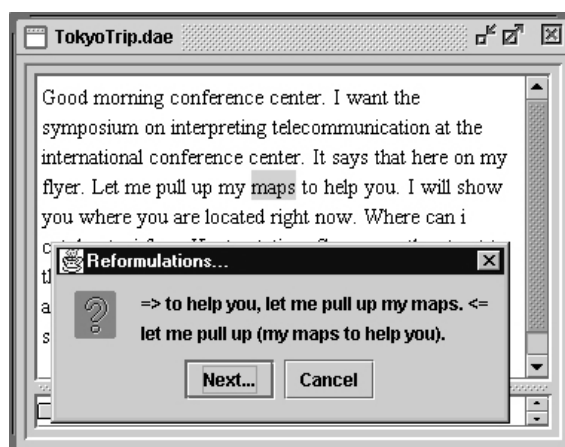 TokyoTrip.dae
Good morning conference center. I want the
symposium on interpreting telecommunication at the
international conference center. It says that here on my
flyer. Let me pull up my maps to help you. I will show
you where you are located right now. Where can i
Reformulations...
=> to help you, let me pull up my maps. <=
let me pull up (my maps to help you).
Next... Cancel